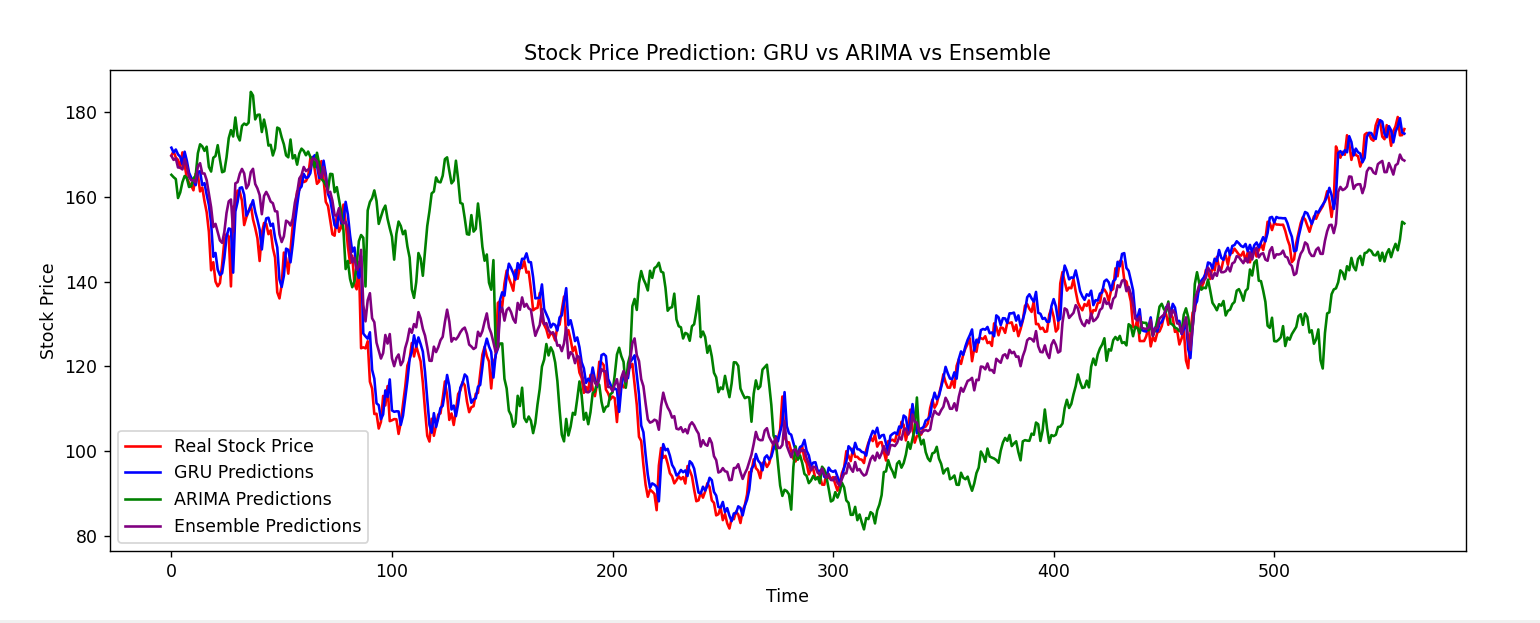 Stock Price Prediction: GRU vs ARIMA vs Ensemble
180
160
140
120
100
80
Stock Price
Real Stock Price
GRU Predictions
ARIMA Predictions
Ensemble Predictions
0 100 200 300 400 500
Time